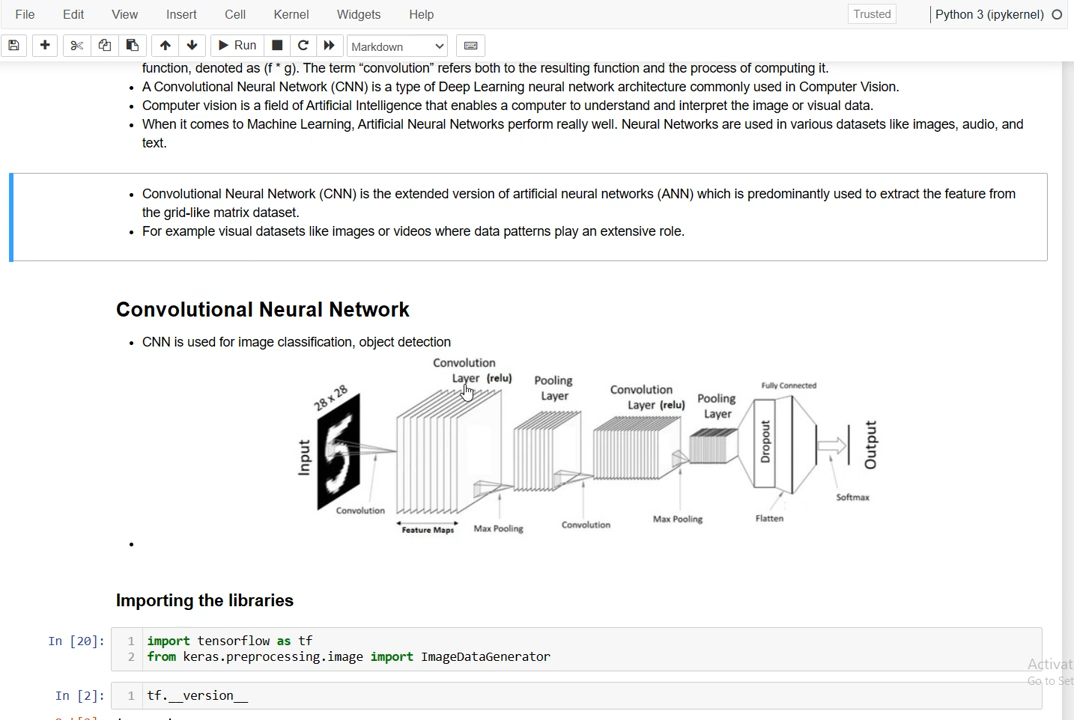 File Edit View Insert Cell Kernel Widgets Help Trusted Python 3 (ipykernel)
Run Markdown
function, denoted as (f * g). The term “convolution” refers both to the resulting function and the process of computing it.
• A Convolutional Neural Network (CNN) is a type of Deep Learning neural network architecture commonly used in Computer Vision.
• Computer vision is a field of Artificial Intelligence that enables a computer to understand and interpret the image or visual data.
• When it comes to Machine Learning, Artificial Neural Networks perform really well. Neural Networks are used in various datasets like images, audio, and
text.
• Convolutional Neural Network (CNN) is the extended version of artificial neural networks (ANN) which is predominantly used to extract the feature from
the grid-like matrix dataset.
• For example visual datasets like images or videos where data patterns play an extensive role.
Convolutional Neural Network
• CNN is used for image classification, object detection
Input
28 x 28
5
Convolution
Convolution
Layer (relu)
Feature Maps
Max Pooling
Pooling
Layer
Convolution
Convolution
Layer (relu)
Max Pooling
Pooling
Layer
Fully Connected
Dropout
Flatten
Softmax
Output
•
Importing the libraries
In [20]: 1 import tensorflow as tf
2 from keras.preprocessing.image import ImageDataGenerator
In [2]: 1 tf.__version__
Activat
Go to Set